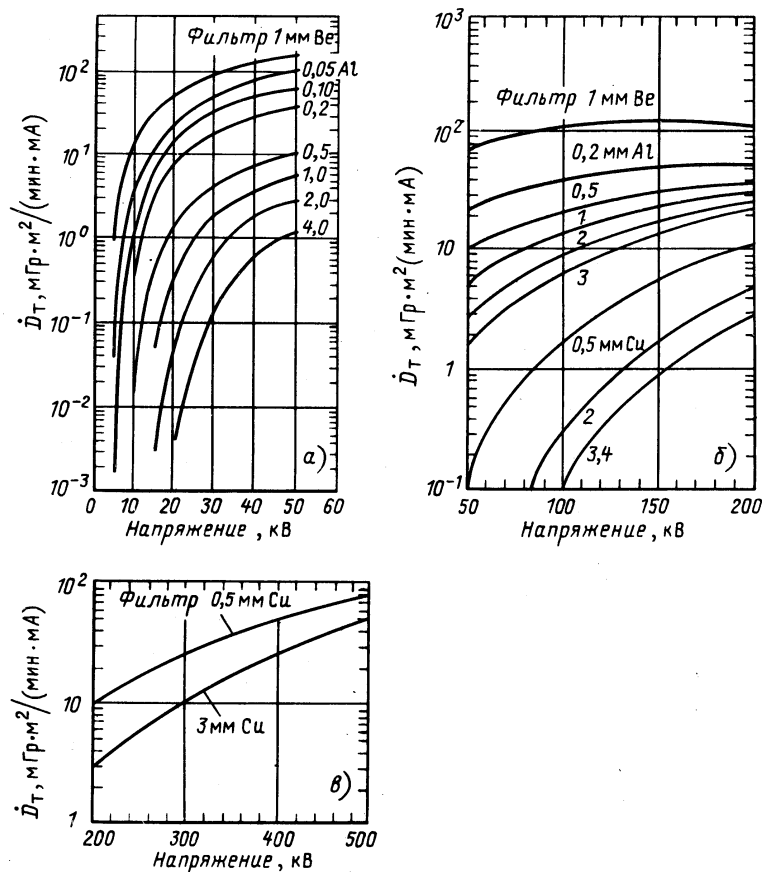 Фильтр 1 мм Be
0,05 Al
0,10
0,2
0,5
1,0
2,0
4,0
10²
10¹
10⁰
10⁻¹
10⁻²
10⁻³
Ḋт, мГр·м²/(мин·мА)
0 10 20 30 40 50 60
Напряжение, кВ
а)
Фильтр 1 мм Be
0,2 мм Al
0,5
1
2
3
0,5 мм Cu
2
3,4
10³
10²
10
1
10⁻¹
Ḋт, мГр·м²(мин·мА)
50 100 150 200
Напряжение, кВ
б)
Фильтр 0,5 мм Cu
3 мм Cu
10²
10
1
Ḋт, мГр·м²/(мин·мА)
200 300 400 500
Напряжение, кВ
в)